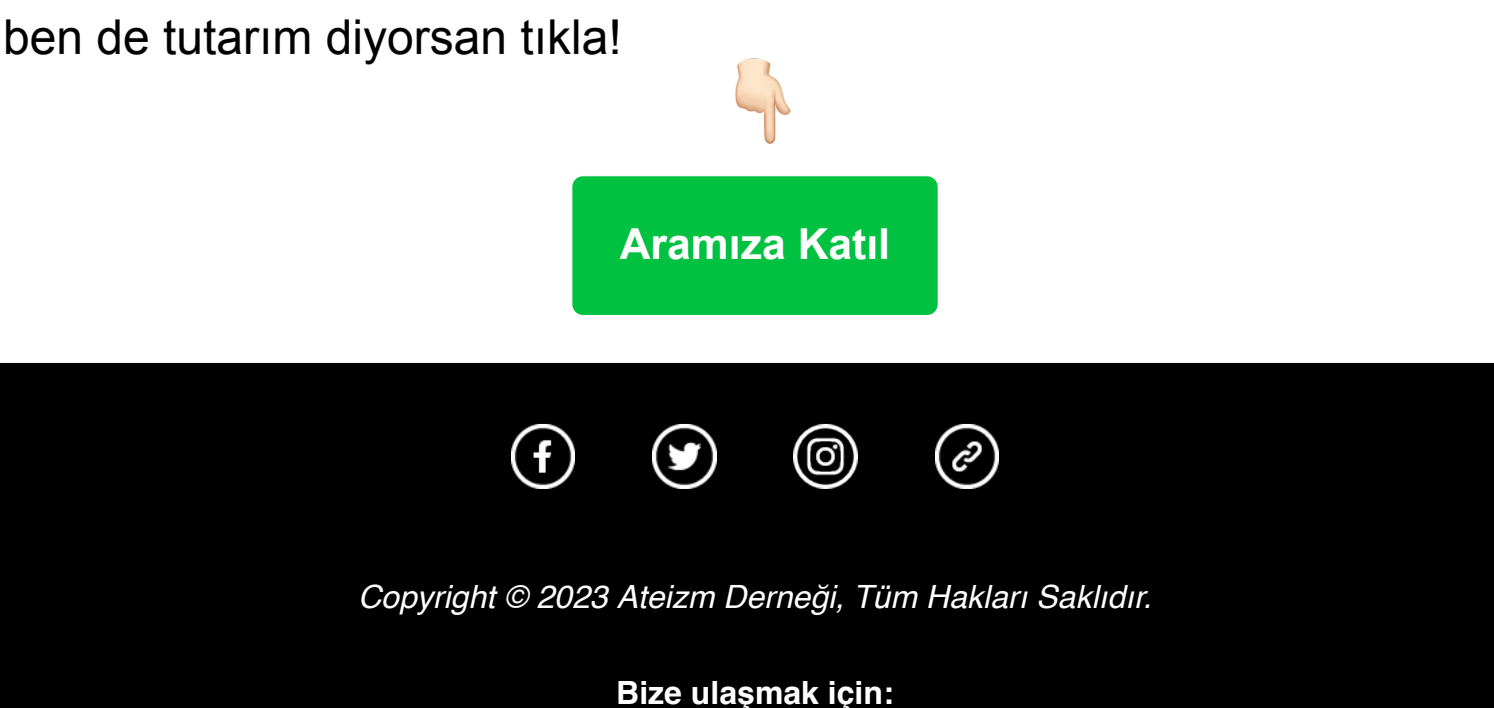 ben de tutarım diyorsan tıkla!
Aramıza Katıl
Copyright © 2023 Ateizm Derneği, Tüm Hakları Saklıdır.
Bize ulaşmak için: